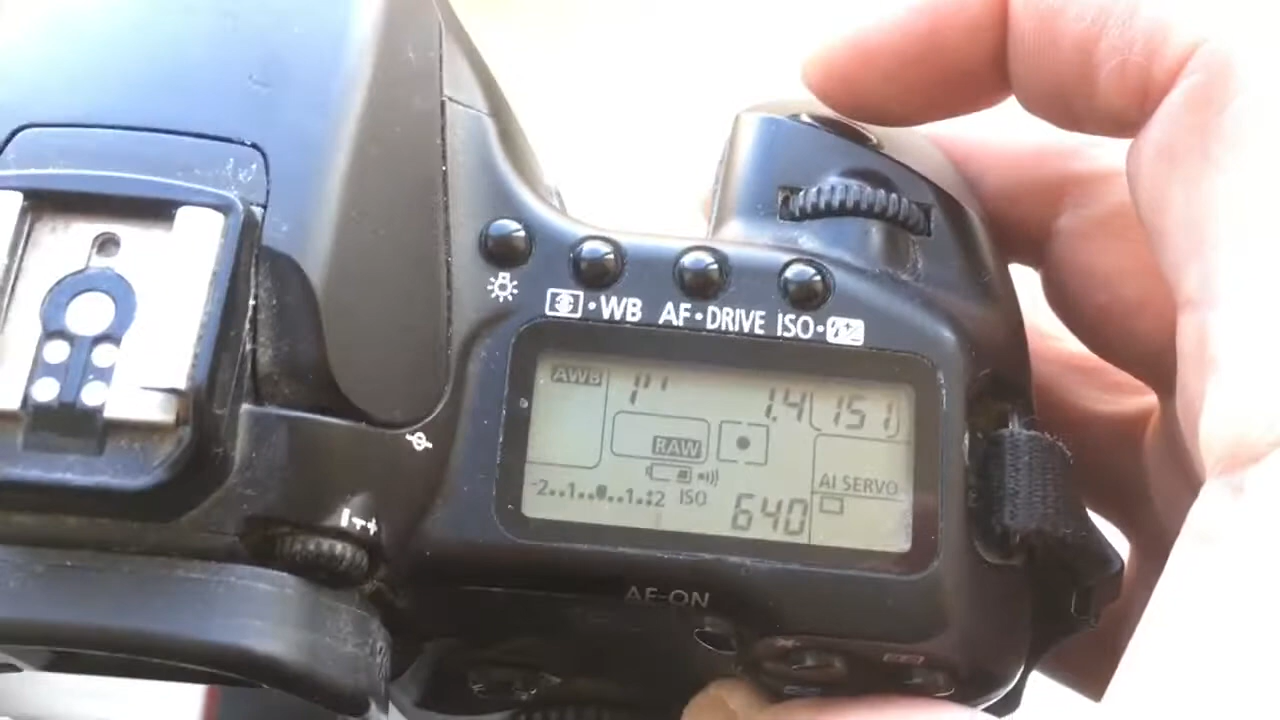 ·WB AF·DRIVE ISO·
AWB 1" 1.4 [151]
RAW
AI SERVO
-2..1..▮..1.:2 ISO 640
AF-ON